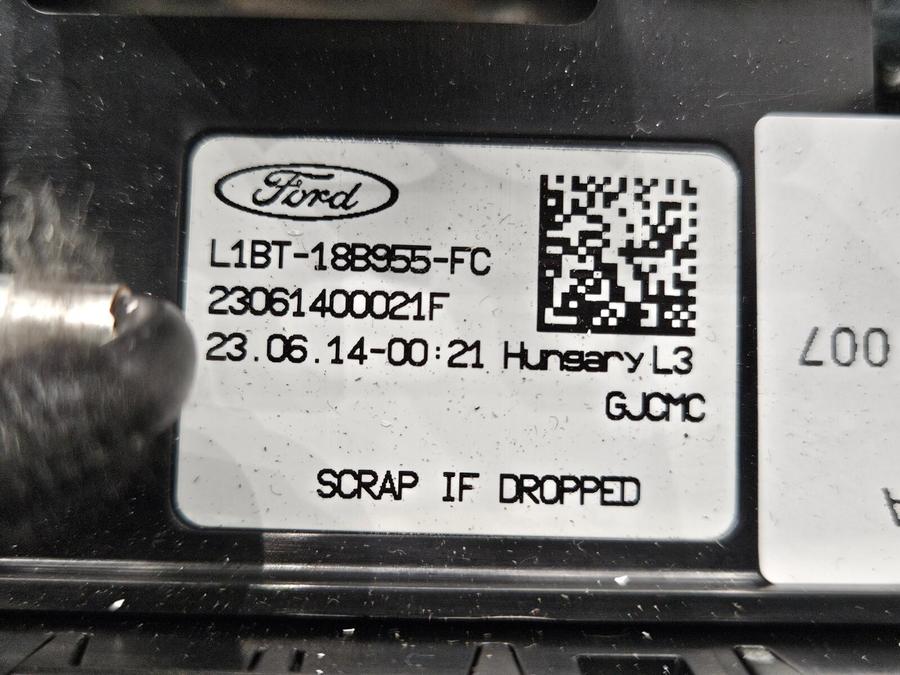 Ford
L1BT-18B955-FC
23061400021F
23.06.14-00:21 Hungary L3
GJCMC
SCRAP IF DROPPED
007
A